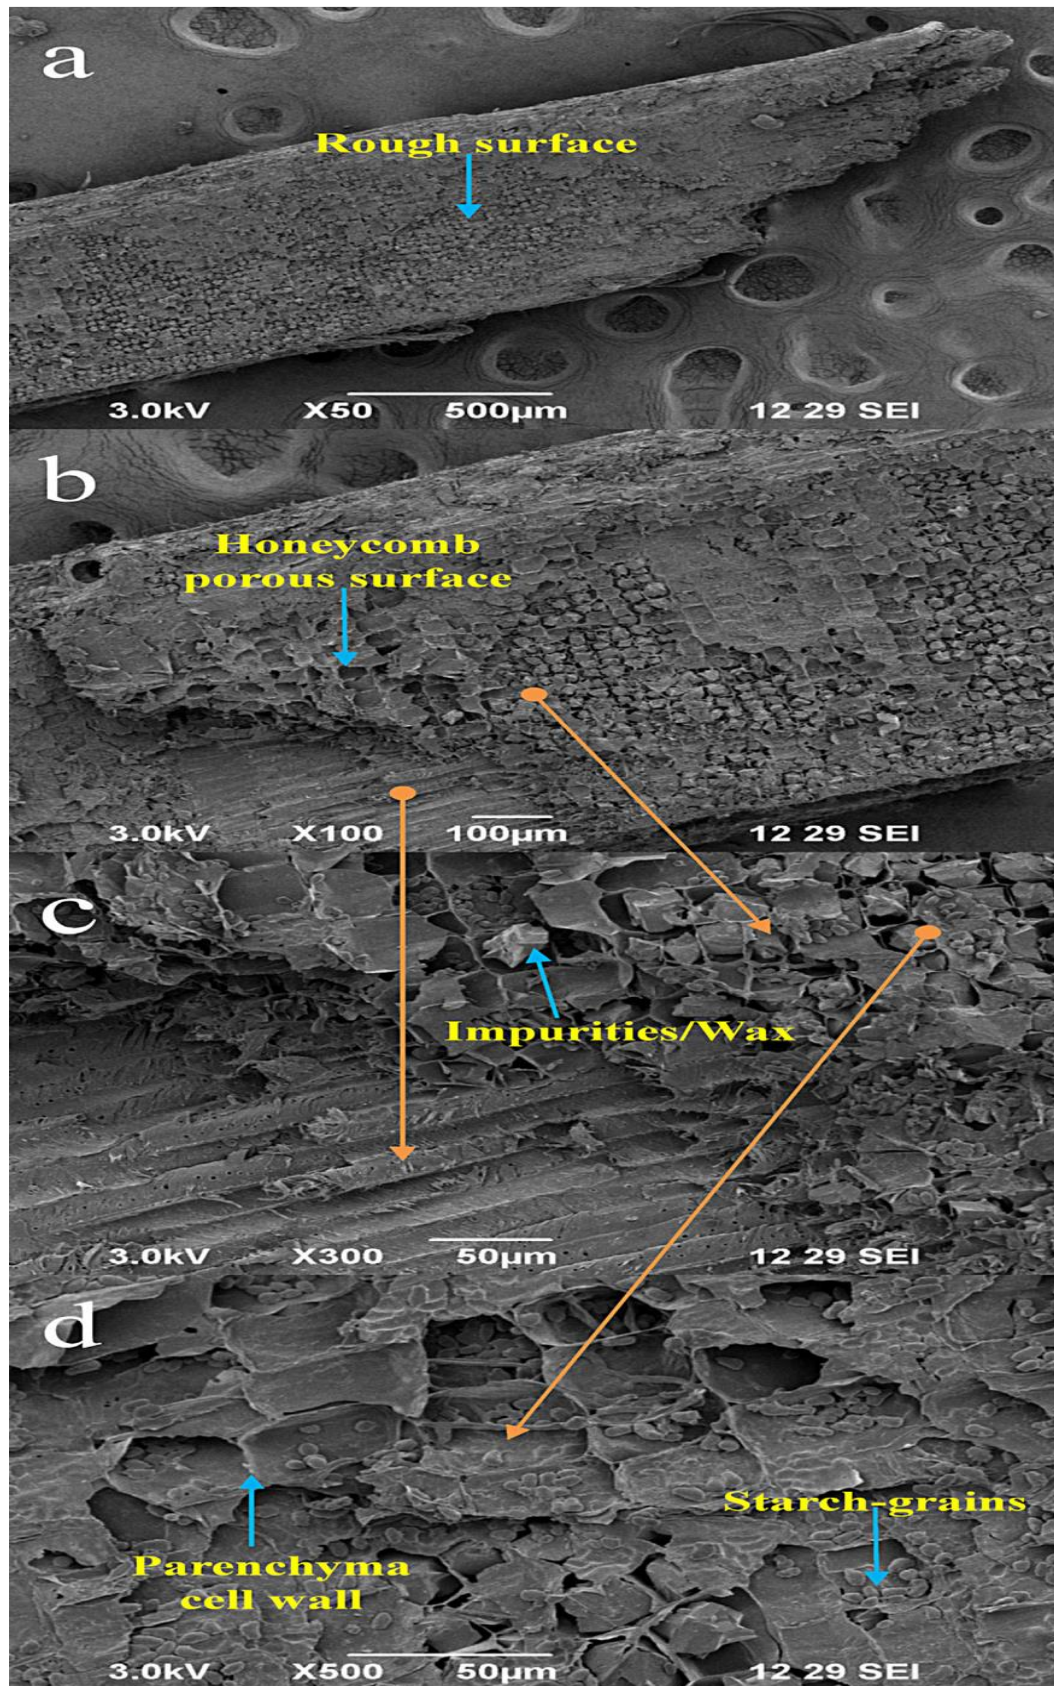 a
Rough surface
3.0kV X50 500µm 12 29 SEI
b
Honeycomb
porous surface
3.0kV X100 100µm 12 29 SEI
c
Impurities/Wax
3.0kV X300 50µm 12 29 SEI
d
Starch-grains
Parenchyma
cell wall
3.0kV X500 50µm 12 29 SEI